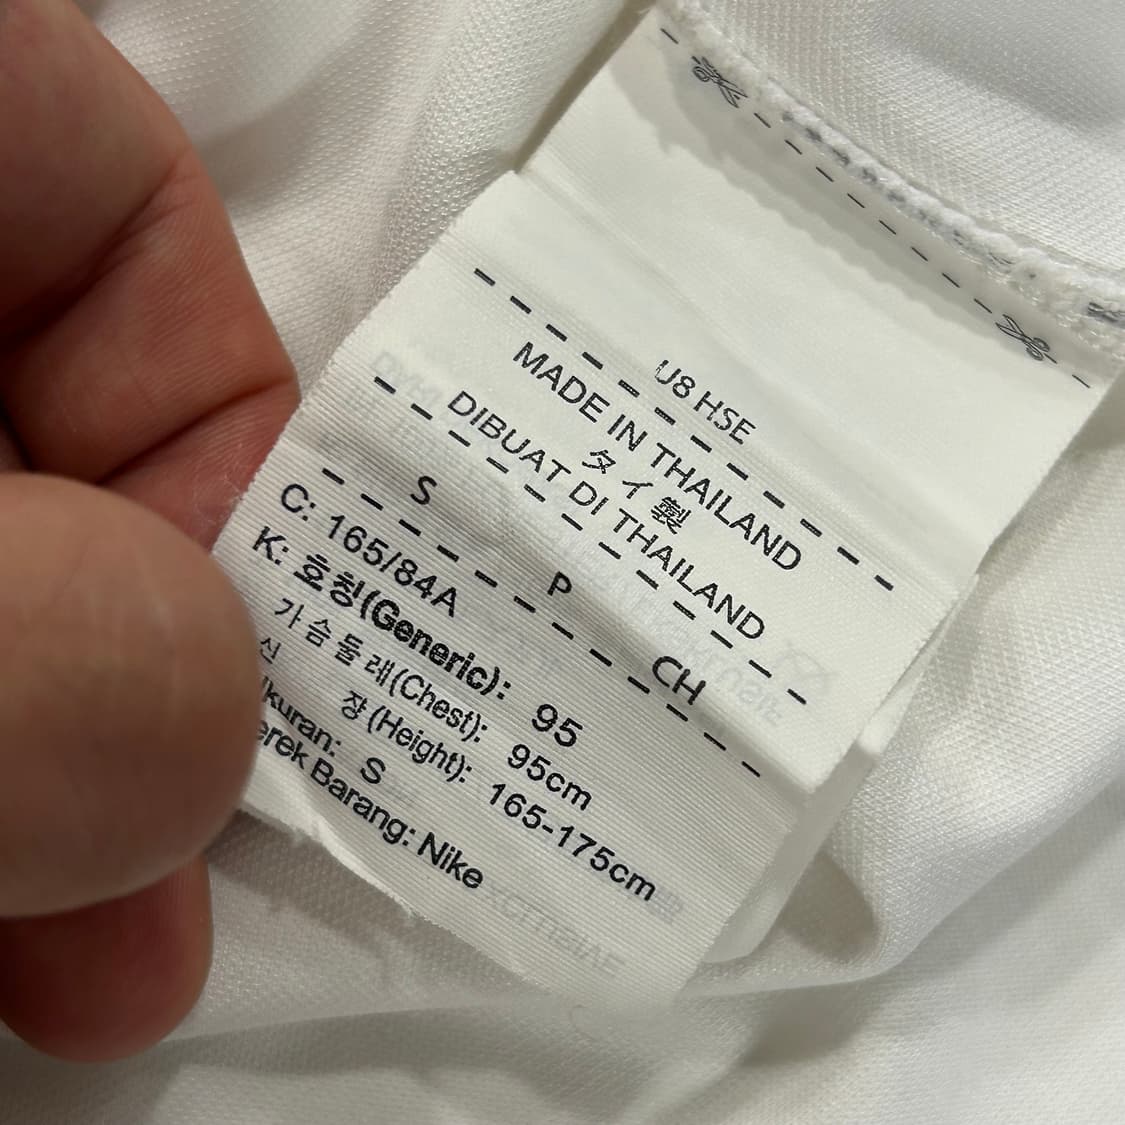 U8 HSE
MADE IN THAILAND
タイ製
DIBUAT DI THAILAND
S P CH
C: 165/84A
K: 호칭(Generic): 95
가슴둘레(Chest): 95cm
신 장(Height): 165-175cm
kuran: S
erek Barang: Nike